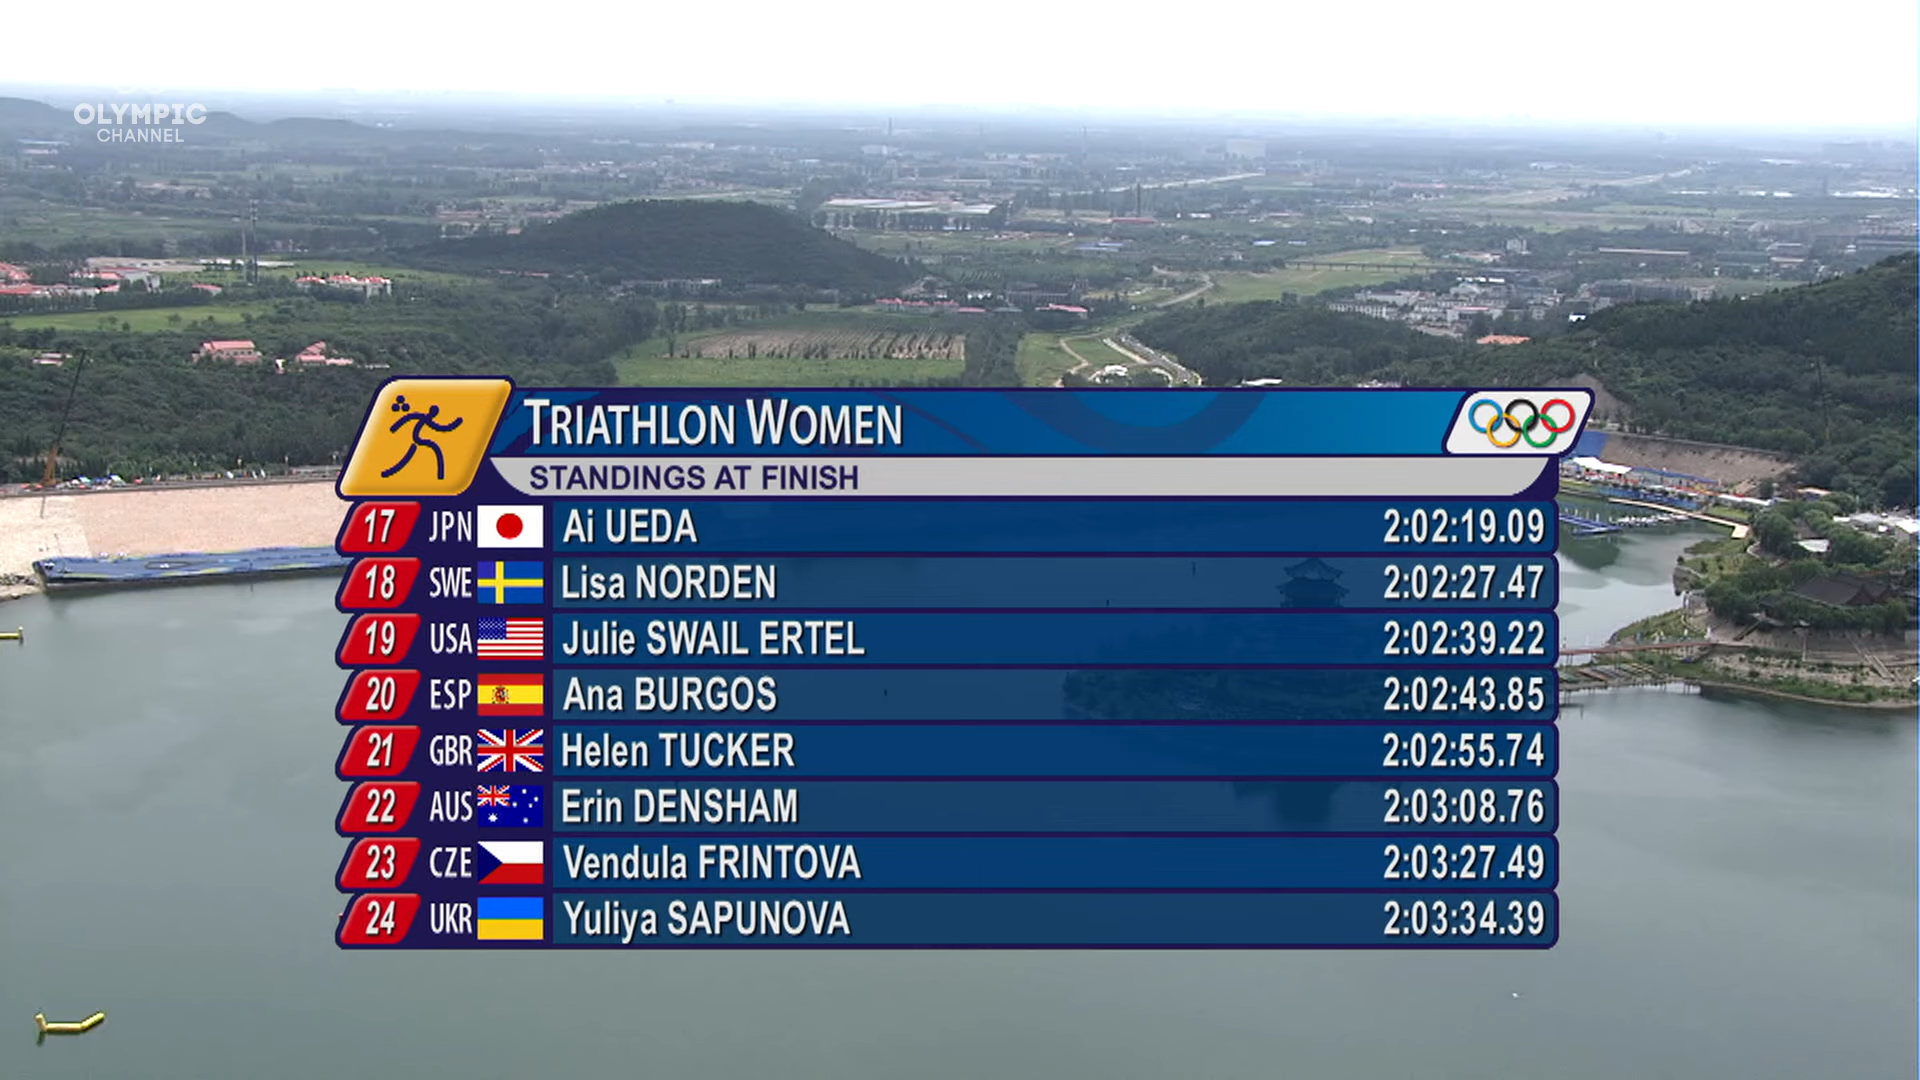 OLYMPIC
CHANNEL
TRIATHLON WOMEN
STANDINGS AT FINISH
17 JPN Ai UEDA 2:02:19.09
18 SWE Lisa NORDEN 2:02:27.47
19 USA Julie SWAIL ERTEL 2:02:39.22
20 ESP Ana BURGOS 2:02:43.85
21 GBR Helen TUCKER 2:02:55.74
22 AUS Erin DENSHAM 2:03:08.76
23 CZE Vendula FRINTOVA 2:03:27.49
24 UKR Yuliya SAPUNOVA 2:03:34.39